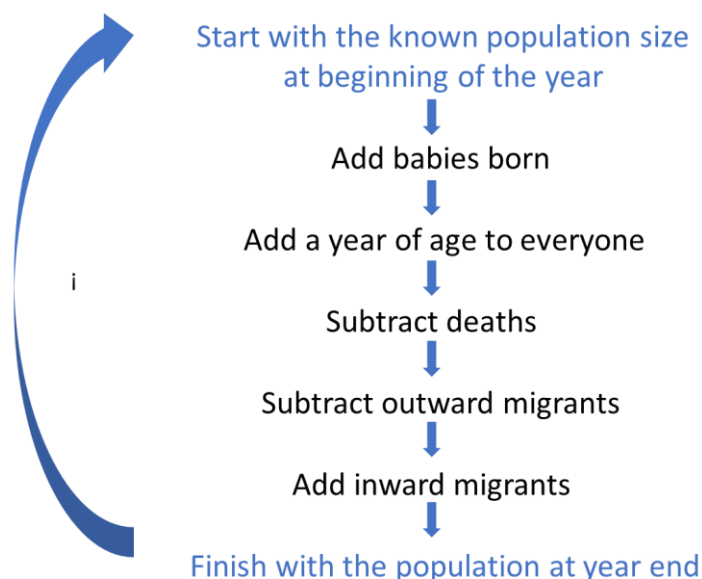 Start with the known population size
at beginning of the year
Add babies born
Add a year of age to everyone
i
Subtract deaths
Subtract outward migrants
Add inward migrants
Finish with the population at year end